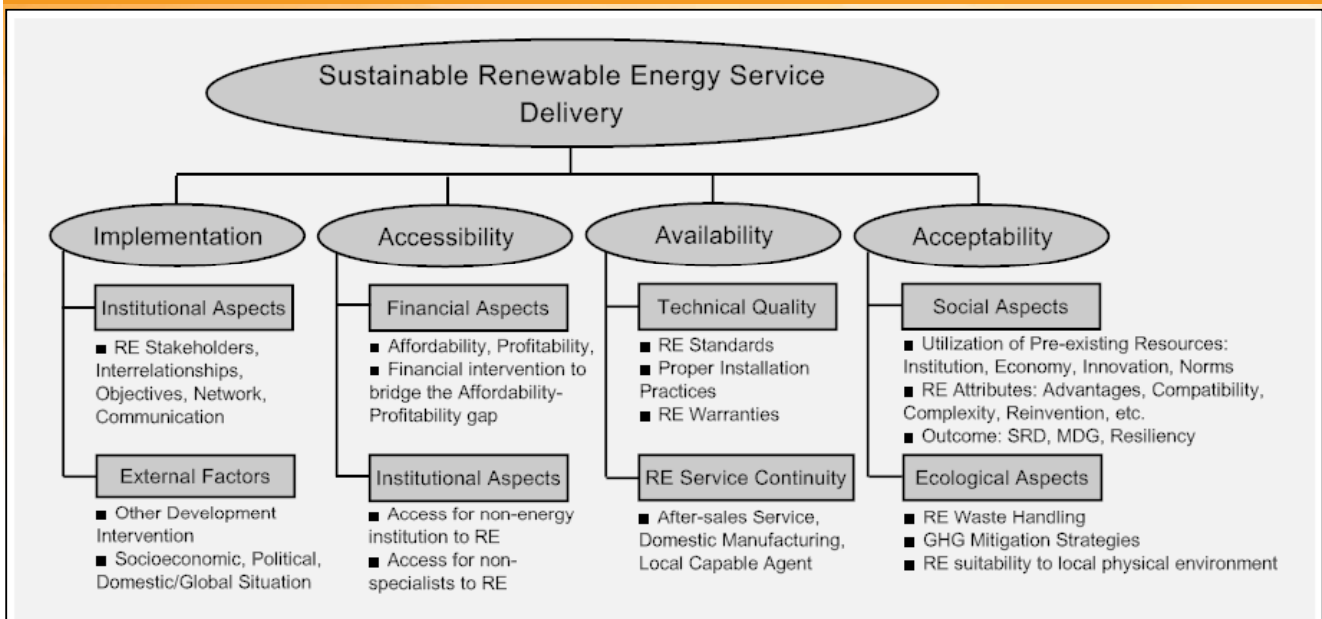 Sustainable Renewable Energy Service
Delivery
Implementation
Accessibility
Availability
Acceptability
Institutional Aspects
■ RE Stakeholders,
Interrelationships,
Objectives, Network,
Communication
External Factors
■ Other Development
Intervention
■ Socioeconomic, Political,
Domestic/Global Situation
Financial Aspects
■ Affordability, Profitability,
■ Financial intervention to
bridge the Affordability-
Profitability gap
Institutional Aspects
■ Access for non-energy
institution to RE
■ Access for non-
specialists to RE
Technical Quality
■ RE Standards
■ Proper Installation
Practices
■ RE Warranties
RE Service Continuity
■ After-sales Service,
Domestic Manufacturing,
Local Capable Agent
Social Aspects
■ Utilization of Pre-existing Resources:
Institution, Economy, Innovation, Norms
■ RE Attributes: Advantages, Compatibility,
Complexity, Reinvention, etc.
■ Outcome: SRD, MDG, Resiliency
Ecological Aspects
■ RE Waste Handling
■ GHG Mitigation Strategies
■ RE suitability to local physical environment